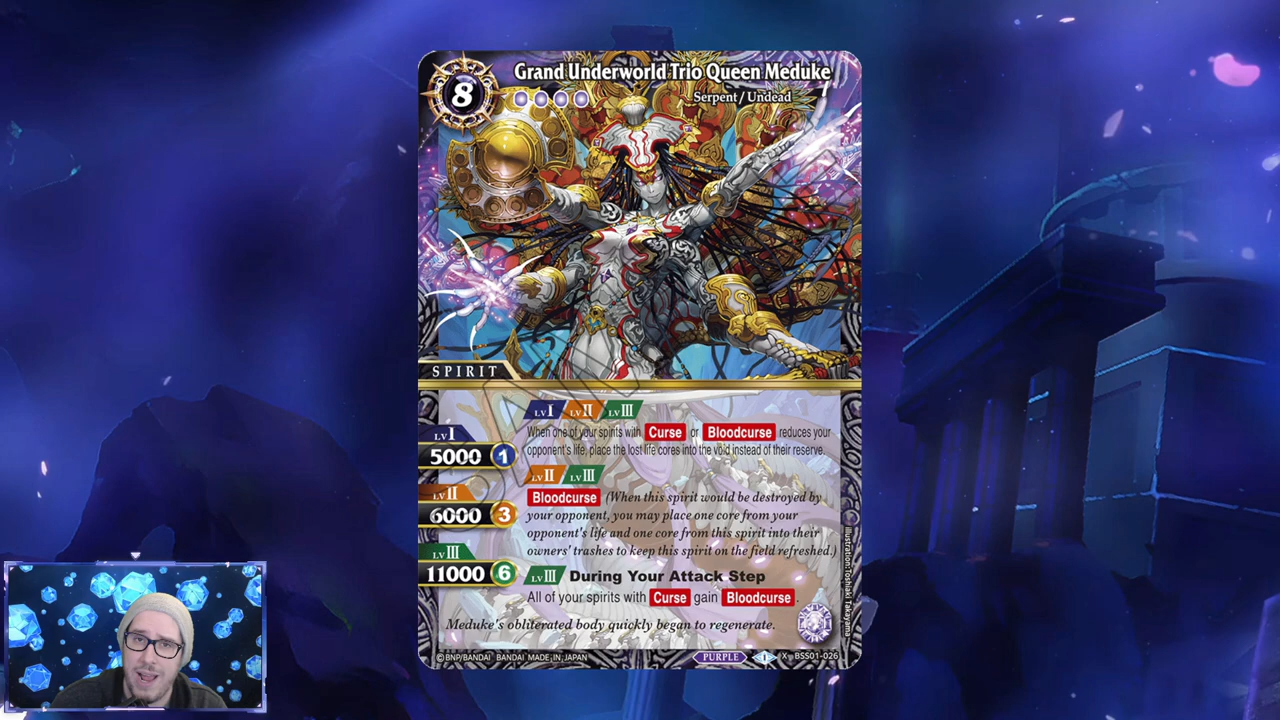 8
Grand Underworld Trio Queen Meduke
Serpent / Undead
SPIRIT
LV I LV II LV III
When one of your spirits with Curse or Bloodcurse reduces your
opponent's life, place the lost life cores into the void instead of their reserve.
LV I
5000 1
LV II LV III
Bloodcurse (When this spirit would be destroyed by
your opponent, you may place one core from your
opponent's life and one core from this spirit into their
owners' trashes to keep this spirit on the field refreshed.)
LV II
6000 3
LV III
11000 6
LV III During Your Attack Step
All of your spirits with Curse gain Bloodcurse.
Meduke's obliterated body quickly began to regenerate.
Illustration: Toshiaki Takayama
©BNP/BANDAI BANDAI MADE IN JAPAN
PURPLE 1 X BSS01-026